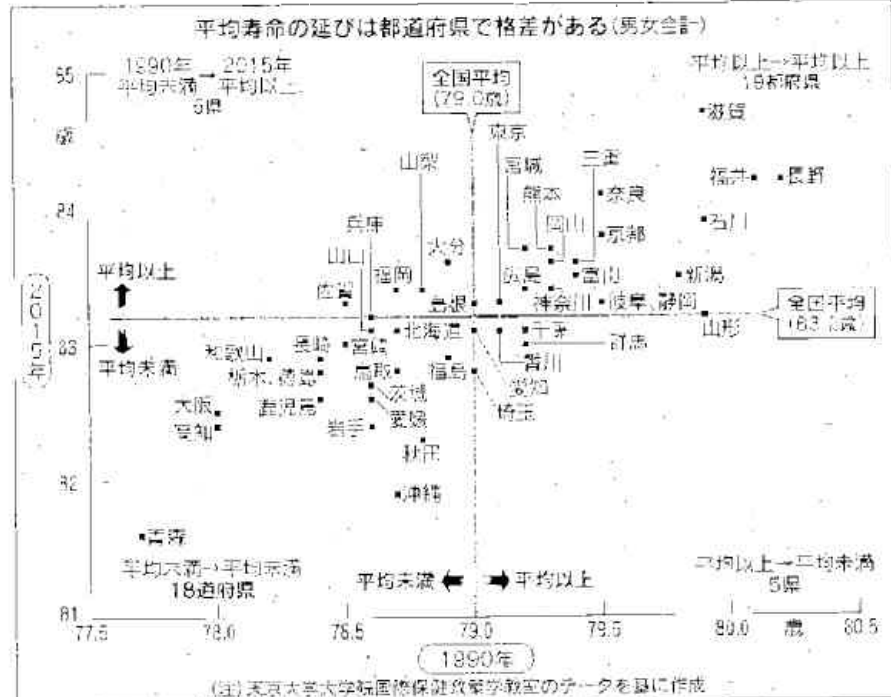 平均寿命の延びは都道府県で格差がある(男女合計)
85
歳
84
83
82
81
1990年 → 2015年
平均未満 平均以上
6県
全国平均
(79.0歳)
平均以上→平均以上
18都府県
滋賀
東京
三重
宮城
山梨
熊本
奈良
福井
長野
兵庫
岡山
京都
石川
大分
山口
平均以上
佐賀
福岡
広島
富山
新潟
島根
神奈川
岐阜、静岡
全国平均
山形
2015年
平均未満
北海道
千葉
群馬
和歌山
長崎
宮崎
香川
栃木、徳島
鳥取
福島
愛知
茨城
埼玉
大阪
鹿児島
愛媛
高知
岩手
秋田
沖縄
青森
平均未満→平均未満
18道府県
平均未満
平均以上
平均以上→平均未満
5県
77.5
78.0
78.5
79.0
79.5
80.0
歳
80.5
1990年
(注)東京大学大学院国際保健政策学教室のデータを基に作成